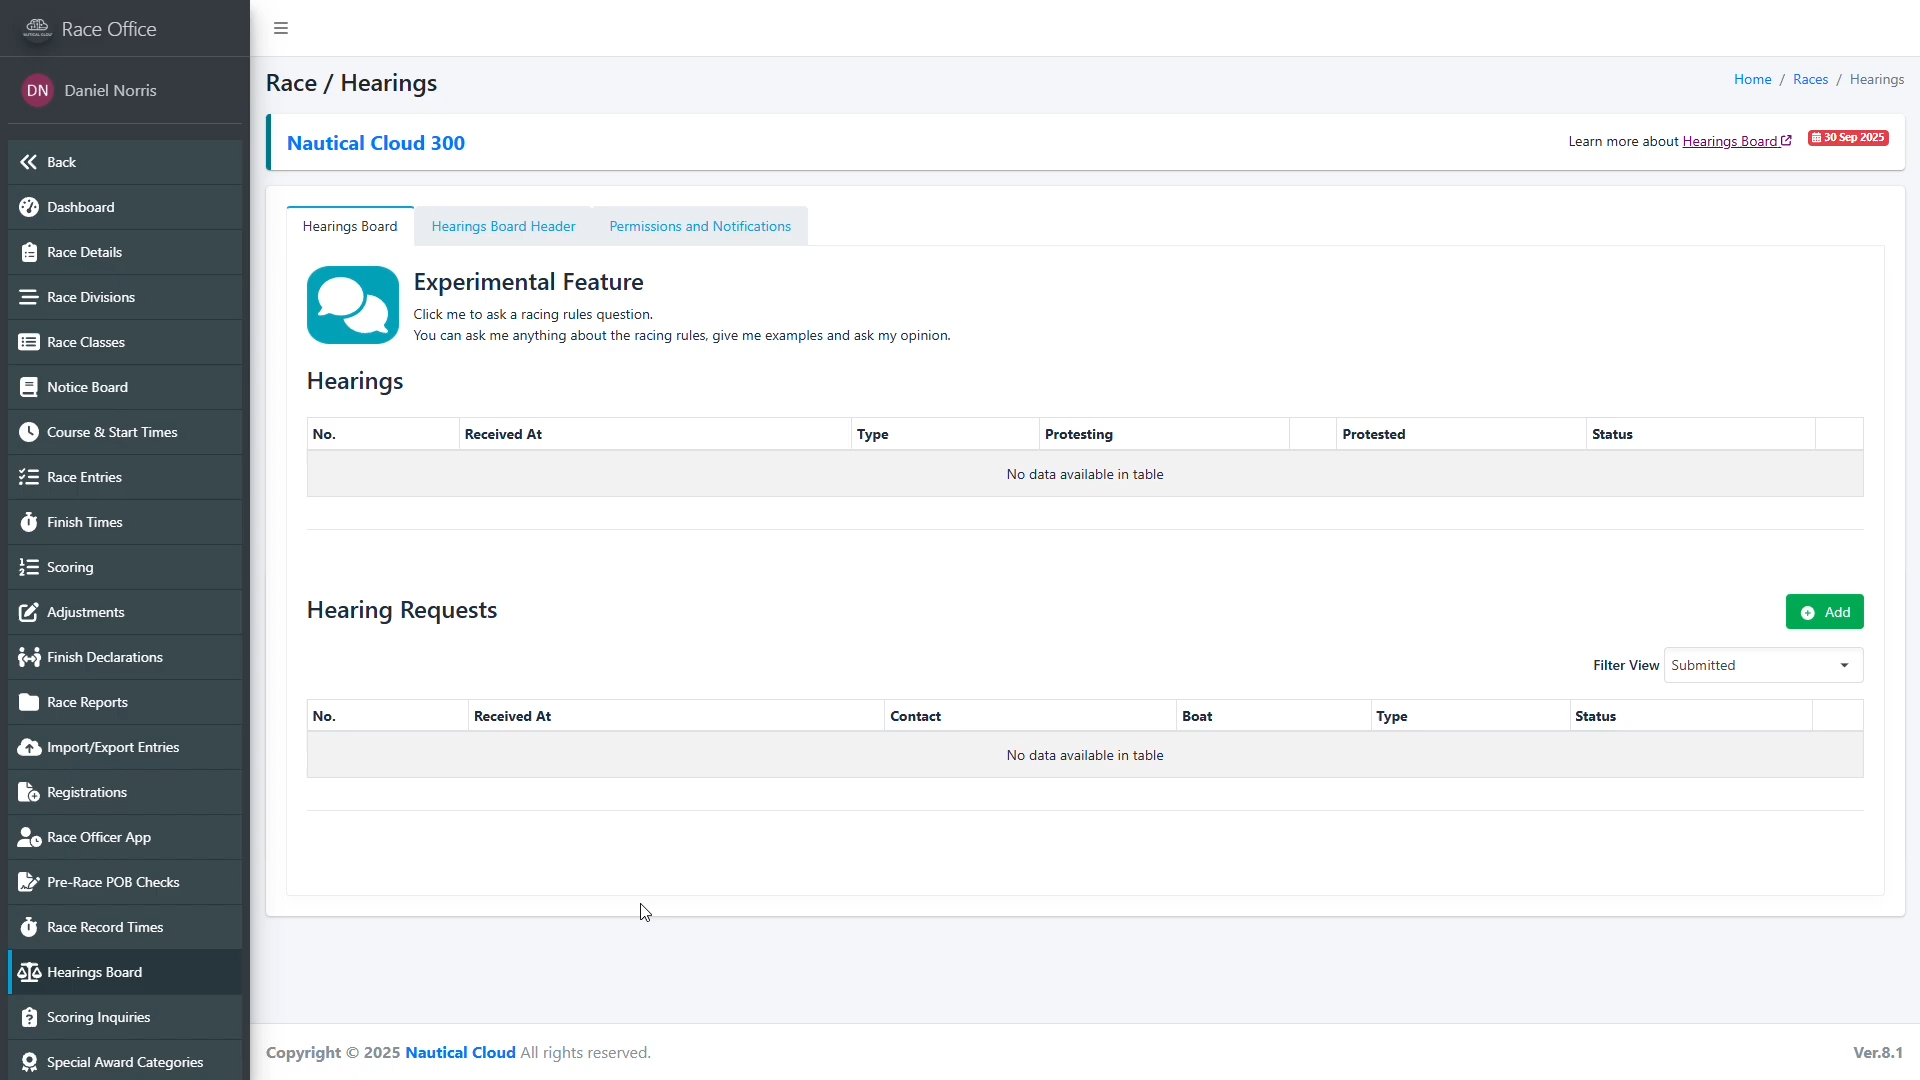 Race Office
DN Daniel Norris
Back
Dashboard
Race Details
Race Divisions
Race Classes
Notice Board
Course & Start Times
Race Entries
Finish Times
Scoring
Adjustments
Finish Declarations
Race Reports
Import/Export Entries
Registrations
Race Officer App
Pre-Race POB Checks
Race Record Times
Hearings Board
Scoring Inquiries
Special Award Categories
Race / Hearings
Home / Races / Hearings
Nautical Cloud 300
Learn more about Hearings Board
30 Sep 2025
Hearings Board
Hearings Board Header
Permissions and Notifications
Experimental Feature
Click me to ask a racing rules question.
You can ask me anything about the racing rules, give me examples and ask my opinion.
Hearings
No. Received At Type Protesting Protested Status
No data available in table
Hearing Requests
Add
Filter View Submitted
No. Received At Contact Boat Type Status
No data available in table
Copyright © 2025 Nautical Cloud All rights reserved.
Ver.8.1